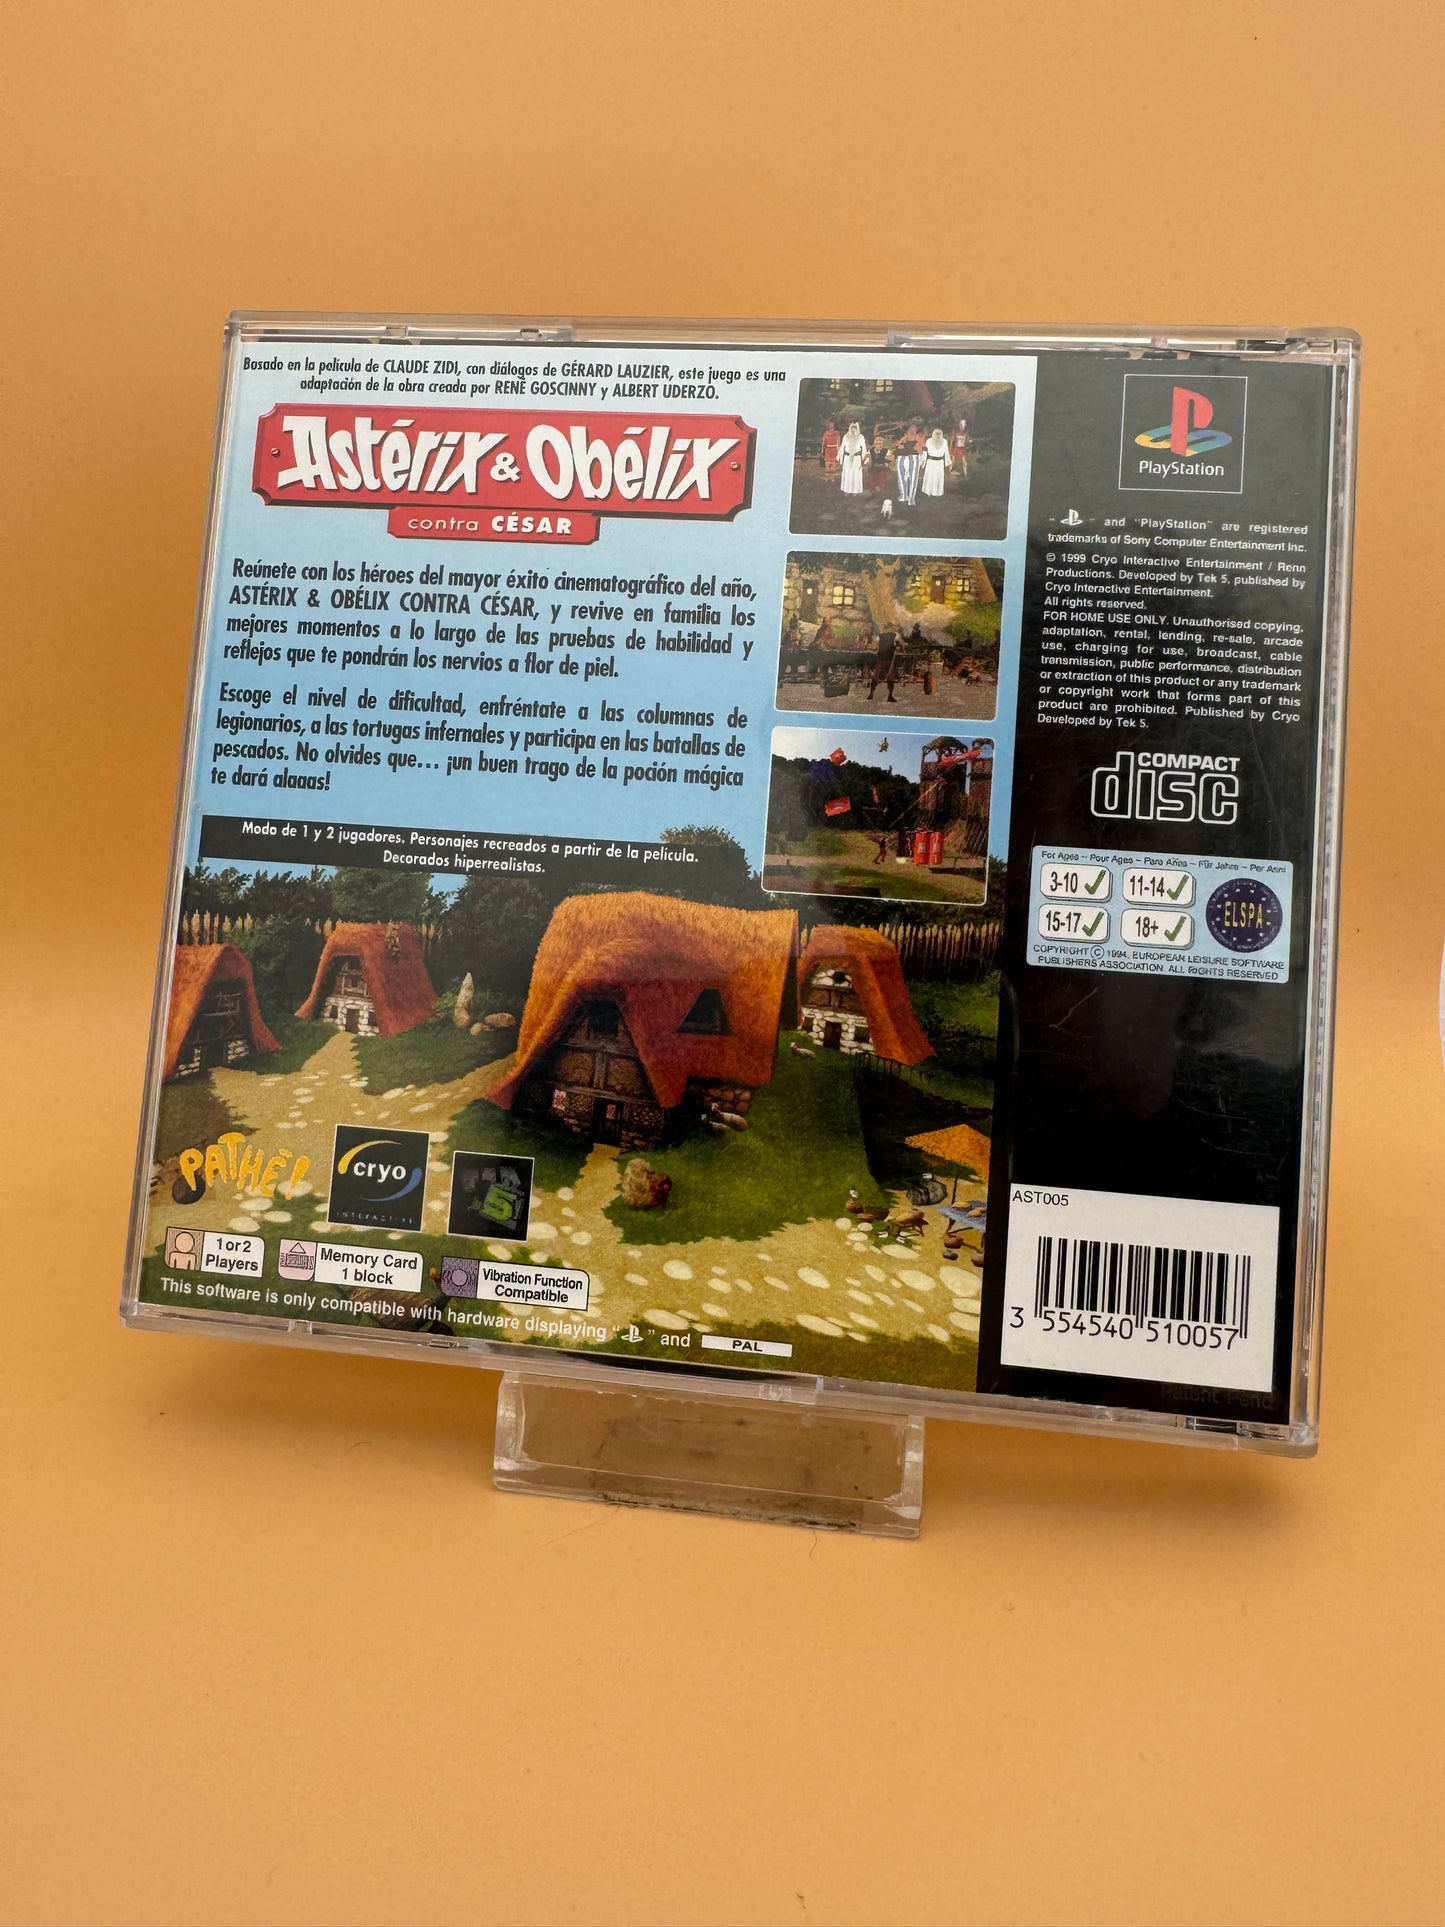 Basado en la película de CLAUDE ZIDI, con diálogos de GÉRARD LAUZIER, este juego es una
adaptación de la obra creada por RENÉ GOSCINNY y ALBERT UDERZO.
Astérix & Obélix
contra CÉSAR
Reúnete con los héroes del mayor éxito cinematográfico del año,
ASTÉRIX & OBÉLIX CONTRA CÉSAR, y revive en familia los
mejores momentos a lo largo de las pruebas de habilidad y
reflejos que te pondrán los nervios a flor de piel.
Escoge el nivel de dificultad, enfréntate a las columnas de
legionarios, a las tortugas infernales y participa en las batallas de
pescados. No olvides que... ¡un buen trago de la poción mágica
te dará alaaas!
Modo de 1 y 2 jugadores. Personajes recreados a partir de la película.
Decorados hiperrealistas.
PATHÉ!
cryo
INTERACTIVE
5
1 or 2
Players
Memory Card
1 block
Vibration Function
Compatible
This software is only compatible with hardware displaying " " and PAL
PlayStation
" " and "PlayStation" are registered
trademarks of Sony Computer Entertainment Inc.
© 1999 Cryo Interactive Entertainment / Renn
Productions. Developed by Tek 5, published by
Cryo Interactive Entertainment.
All rights reserved.
FOR HOME USE ONLY. Unauthorised copying,
adaptation, rental, lending, re-sale, arcade
use, charging for use, broadcast, cable
transmission, public performance, distribution
or extraction of this product or any trademark
or copyright work that forms part of this
product are prohibited. Published by Cryo
Developed by Tek 5.
COMPACT
disc
For Ages - Pour Ages - Para Años - Für Jahre - Per Anni
3-10 11-14
15-17 18+
ELSPA
COPYRIGHT © 1994, EUROPEAN LEISURE SOFTWARE
PUBLISHERS ASSOCIATION. ALL RIGHTS RESERVED
AST005
3 554540 510057
Patent Pend